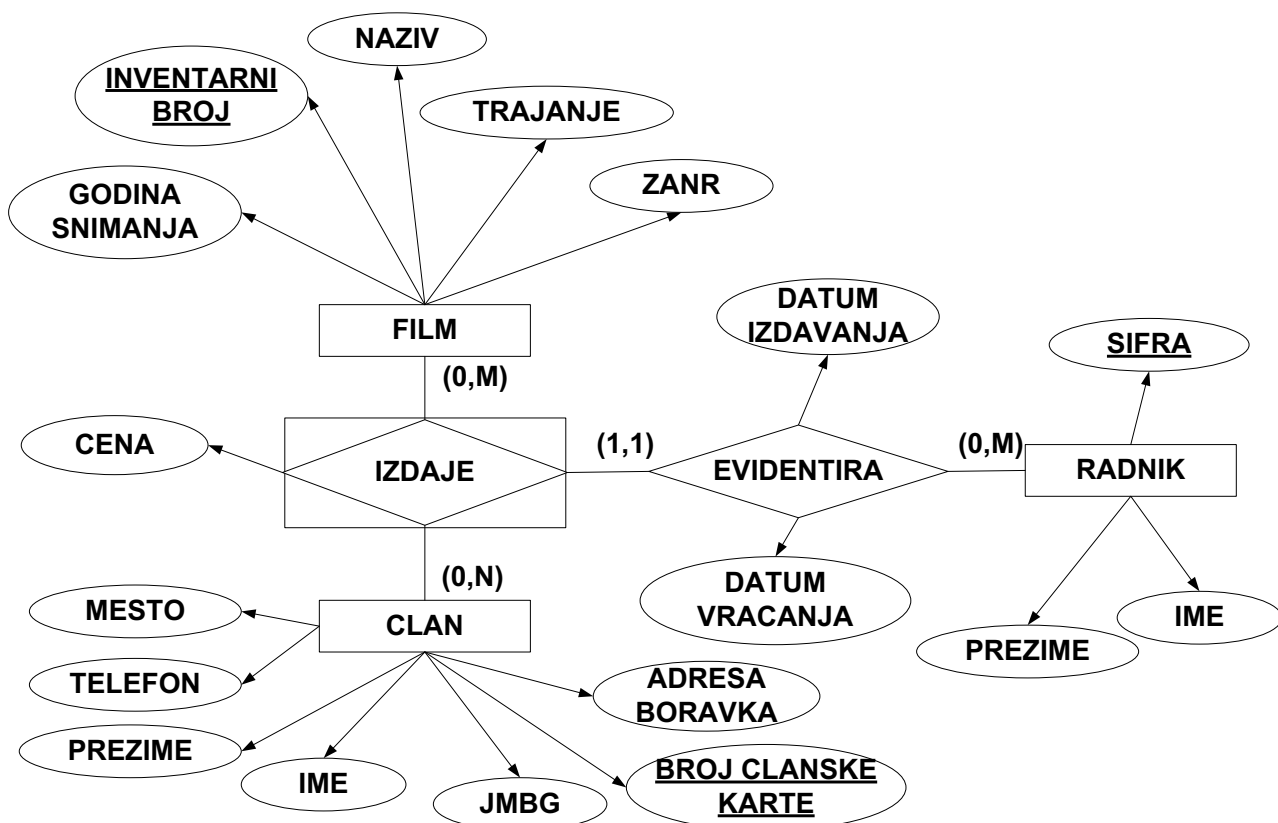 NAZIV
INVENTARNI
BROJ
TRAJANJE
ZANR
GODINA
SNIMANJA
FILM
DATUM
IZDAVANJA
SIFRA
(0,M)
CENA
IZDAJE
(1,1)
EVIDENTIRA
(0,M)
RADNIK
(0,N)
MESTO
CLAN
DATUM
VRACANJA
IME
PREZIME
TELEFON
ADRESA
BORAVKA
PREZIME
IME
JMBG
BROJ CLANSKE
KARTE